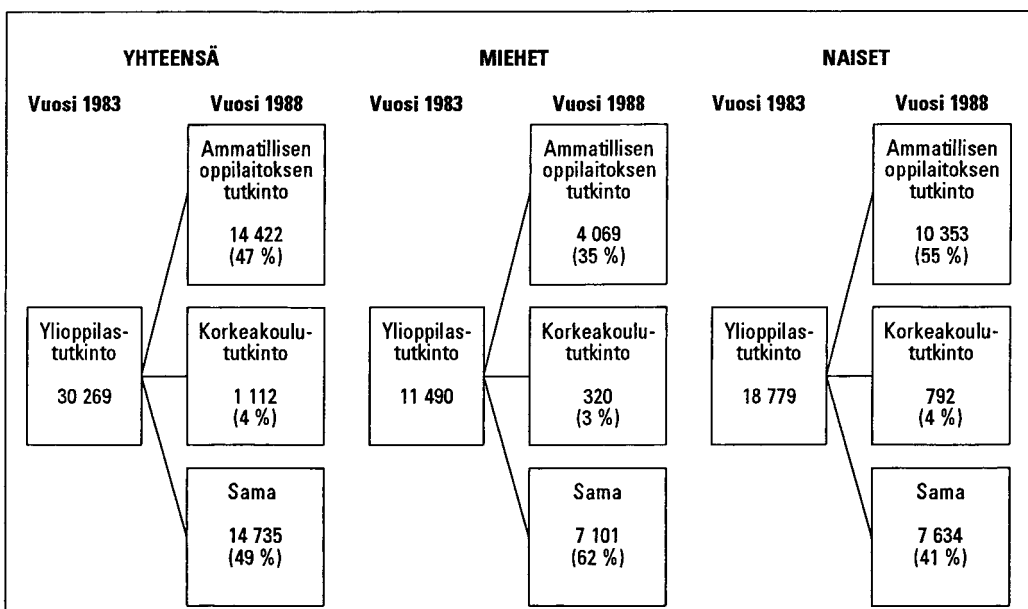 YHTEENSÄ
Vuosi 1983 Vuosi 1988
Ammatillisen
oppilaitoksen
tutkinto
14 422
(47 %)
Ylioppilas-
tutkinto
30 269
Korkeakoulu-
tutkinto
1 112
(4 %)
Sama
14 735
(49 %)
MIEHET
Vuosi 1983 Vuosi 1988
Ammatillisen
oppilaitoksen
tutkinto
4 069
(35 %)
Ylioppilas-
tutkinto
11 490
Korkeakoulu-
tutkinto
320
(3 %)
Sama
7 101
(62 %)
NAISET
Vuosi 1983 Vuosi 1988
Ammatillisen
oppilaitoksen
tutkinto
10 353
(55 %)
Ylioppilas-
tutkinto
18 779
Korkeakoulu-
tutkinto
792
(4 %)
Sama
7 634
(41 %)